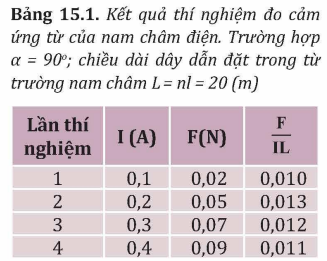 Bảng 15.1. Kết quả thí nghiệm đo cảm
ứng từ của nam châm điện. Trường hợp
α = 90º; chiều dài dây dẫn đặt trong từ
trường nam châm L = nl = 20 (m)
Lần thí nghiệm | I (A) | F(N) | F/IL
1 | 0,1 | 0,02 | 0,010
2 | 0,2 | 0,05 | 0,013
3 | 0,3 | 0,07 | 0,012
4 | 0,4 | 0,09 | 0,011